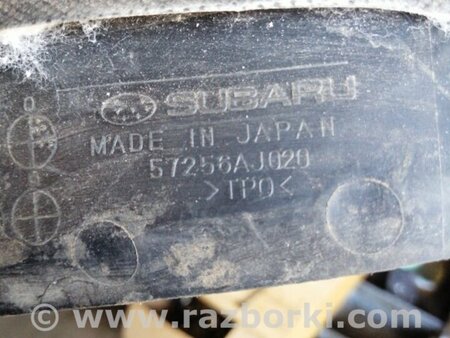 SUBARU
MADE IN JAPAN
57256AJ020
>TPO<
www.razborki.com